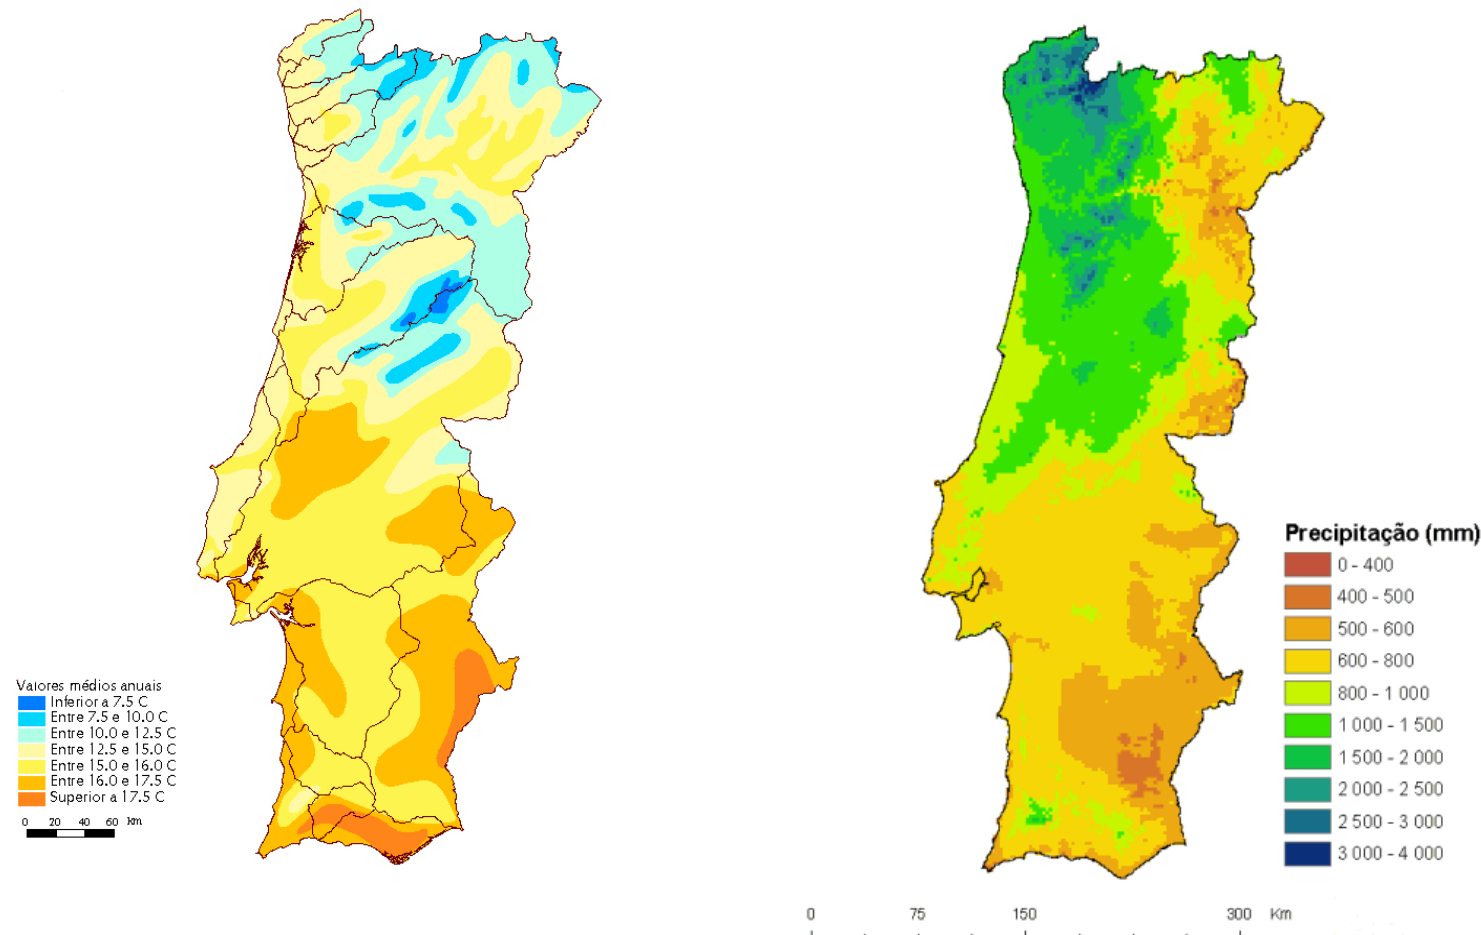 Valores médios anuais
Inferior a 7.5 C
Entre 7.5 e 10.0 C
Entre 10.0 e 12.5 C
Entre 12.5 e 15.0 C
Entre 15.0 e 16.0 C
Entre 16.0 e 17.5 C
Superior a 17.5 C
0 20 40 60 km
Precipitação (mm)
0 - 400
400 - 500
500 - 600
600 - 800
800 - 1 000
1 000 - 1 500
1 500 - 2 000
2 000 - 2 500
2 500 - 3 000
3 000 - 4 000
0 75 150 300 Km